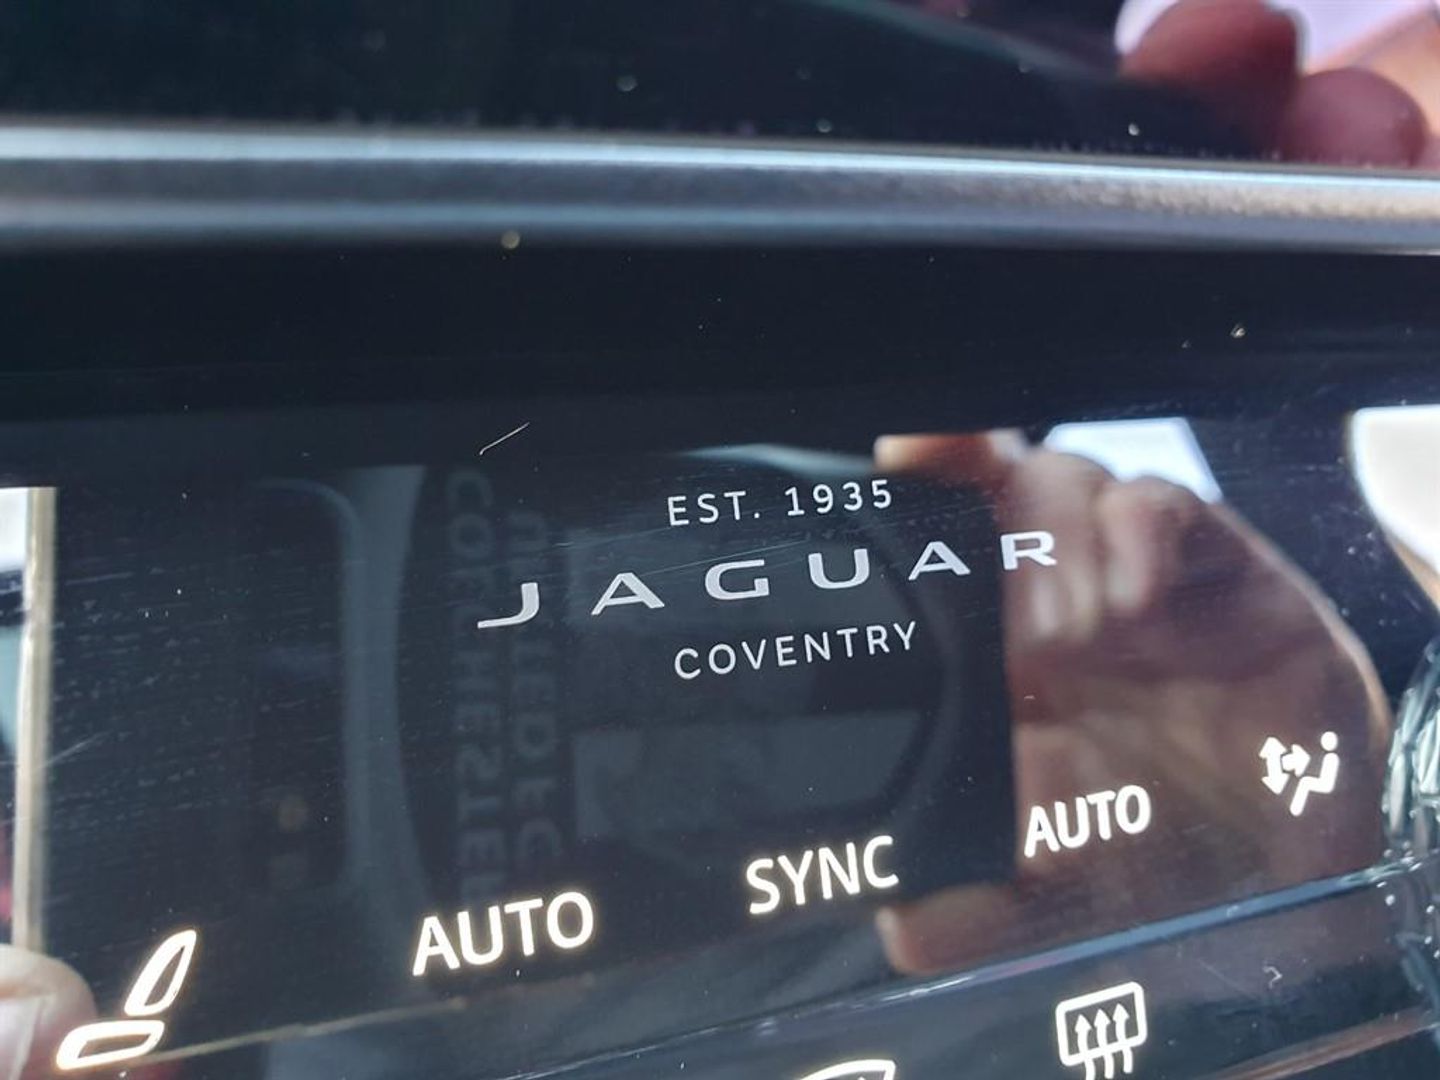 EST. 1935
JAGUAR
COVENTRY
AUTO SYNC AUTO